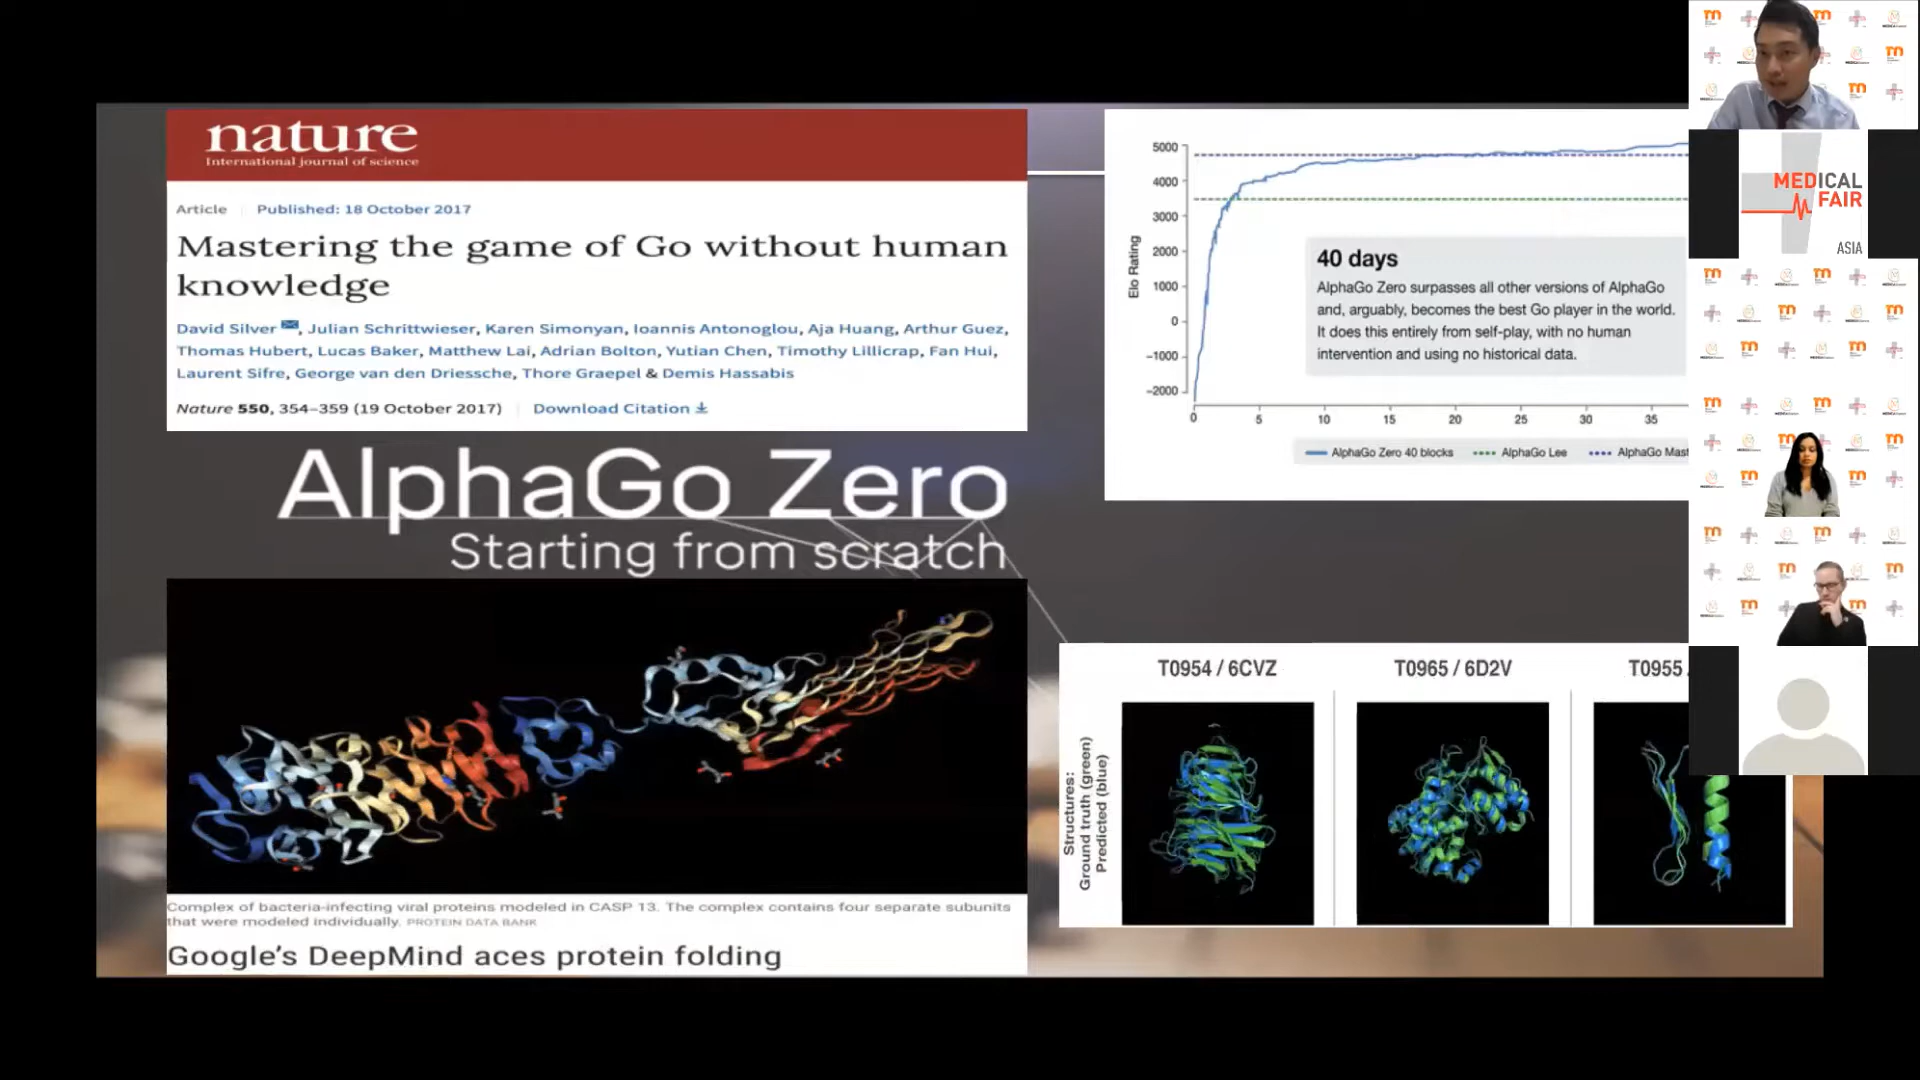 nature
International journal of science
Article Published: 18 October 2017
Mastering the game of Go without human
knowledge
David Silver, Julian Schrittwieser, Karen Simonyan, Ioannis Antonoglou, Aja Huang, Arthur Guez,
Thomas Hubert, Lucas Baker, Matthew Lai, Adrian Bolton, Yutian Chen, Timothy Lillicrap, Fan Hui,
Laurent Sifre, George van den Driessche, Thore Graepel & Demis Hassabis
Nature 550, 354–359 (19 October 2017) Download Citation
AlphaGo Zero
Starting from scratch
Complex of bacteria-infecting viral proteins modeled in CASP 13. The complex contains four separate subunits
that were modeled individually. PROTEIN DATA BANK
Google's DeepMind aces protein folding
Elo Rating
5000
4000
3000
2000
1000
0
−1000
−2000
0 5 10 15 20 25 30 35
40 days
AlphaGo Zero surpasses all other versions of AlphaGo
and, arguably, becomes the best Go player in the world.
It does this entirely from self-play, with no human
intervention and using no historical data.
AlphaGo Zero 40 blocks AlphaGo Lee AlphaGo Mast
T0954 / 6CVZ T0965 / 6D2V T0955 /
Structures:
Ground truth (green)
Predicted (blue)
MEDICAL
FAIR
ASIA